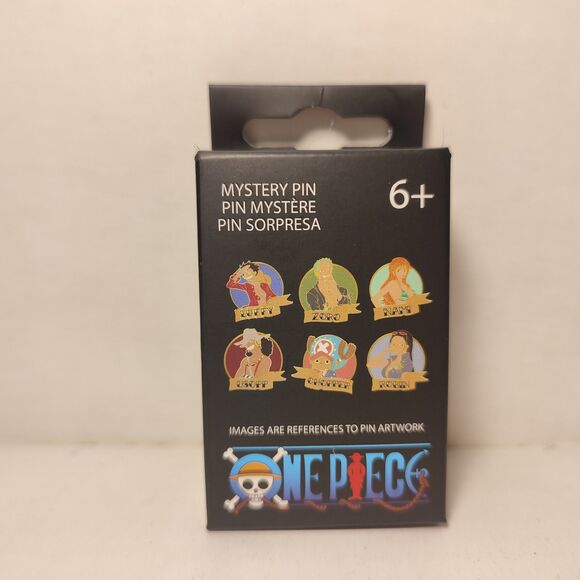 MYSTERY PIN
PIN MYSTÈRE
PIN SORPRESA
6+
LUFFY
ZORO
NAMI
USOPP
CHOPPER
ROBIN
IMAGES ARE REFERENCES TO PIN ARTWORK
ONE PIECE